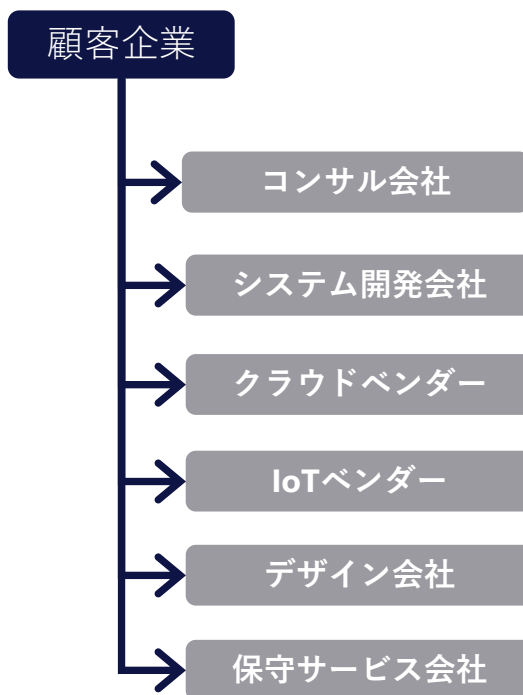 顧客企業
コンサル会社
システム開発会社
クラウドベンダー
IoTベンダー
デザイン会社
保守サービス会社